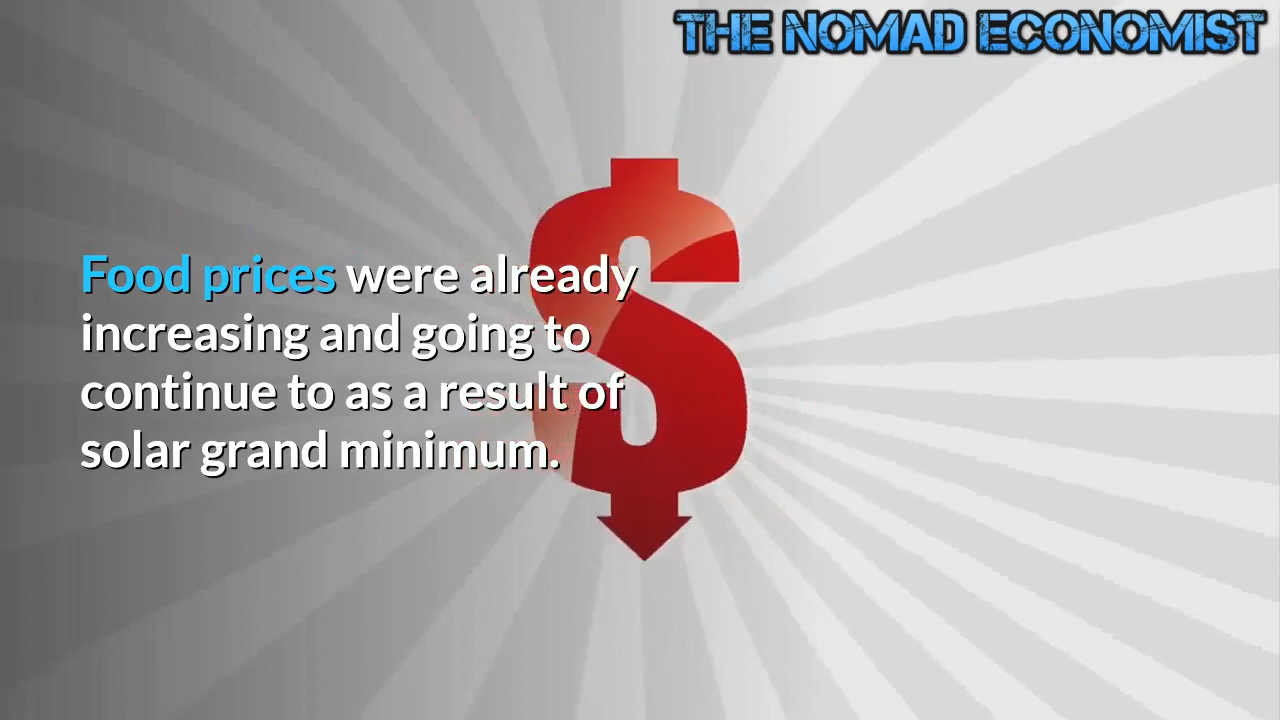 THE NOMAD ECONOMIST
Food prices were already
increasing and going to
continue to as a result of
solar grand minimum.